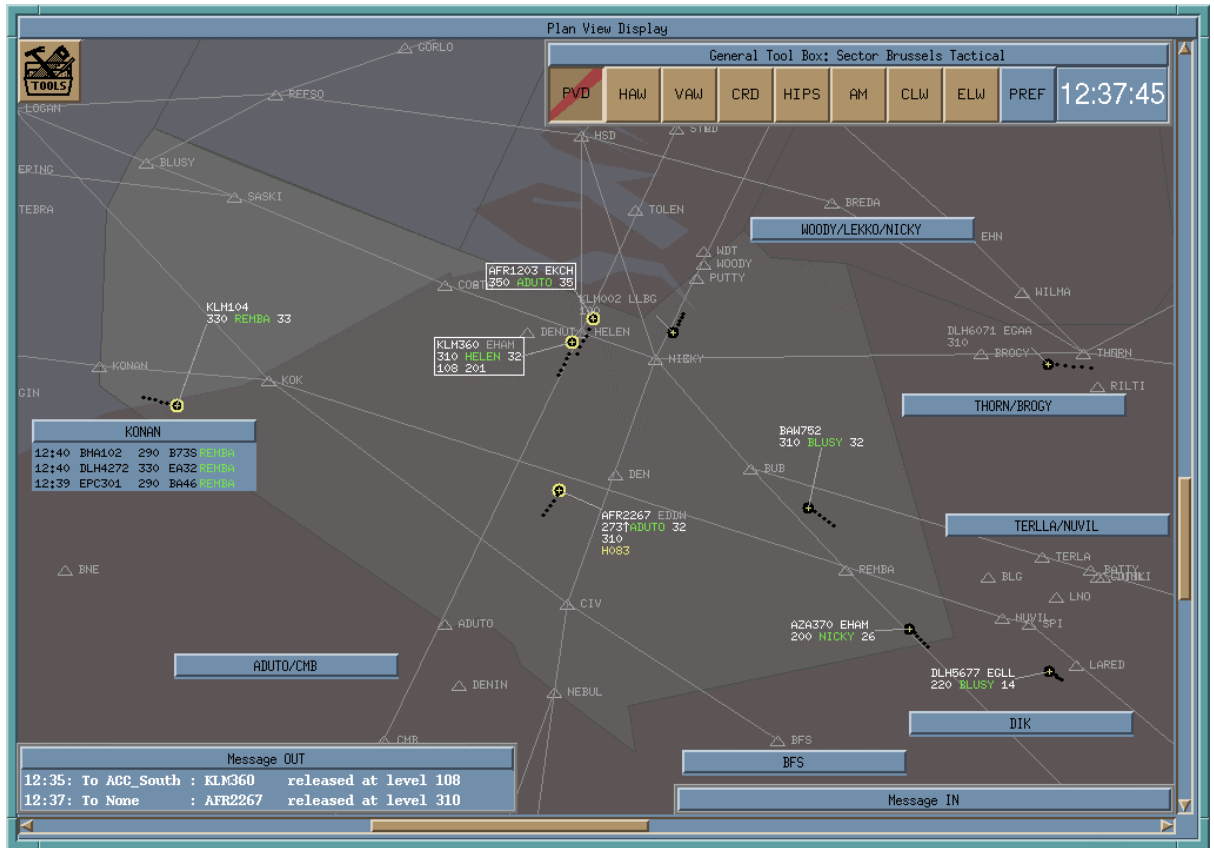 Plan View Display
TOOLS
General Tool Box: Sector Brussels Tactical
PVD HAW VAW CRD HIPS AM CLW ELW PREF 12:37:45
GORLO
REFSO
LOGAN
HSD
BLUSY
ERING
SASKI
TEBRA
TOLEN
BREDA
WOODY/LEKKO/NICKY
EHN
WDT
WOODY
PUTTY
AFR1203 EKCH
350 ADUTO 35
WILMA
KLM002 LLBG
KLM104
330 REMBA 33
DENUT
HELEN
DLH6071 EGAA
310
KLM360 EHAM
310 HELEN 32
108 201
BROGY
THORN
KONAN
KOK
RILTI
GIN
THORN/BROGY
KONAN
12:40 BMA102 290 B73S REMBA
12:40 DLH4272 330 EA32 REMBA
12:39 EPC301 290 BA46 REMBA
BAW752
310 BLUSY 32
DEN
BUB
AFR2267 EDDW
273↑ADUTO 32
310
H083
TERLLA/NUVIL
TERLA
BATTY
BNE
REMBA
BLG
LNO
CIV
ADUTO
AZA370 EHAM
200 NICKY 26
NUVIL
SPI
ADUTO/CMB
DLH5677 EGLL
220 BLUSY 14
LARED
DENIN
NEBUL
DIK
CMB
BFS
BFS
Message OUT
12:35: To ACC_South : KLM360 released at level 108
12:37: To None : AFR2267 released at level 310
Message IN